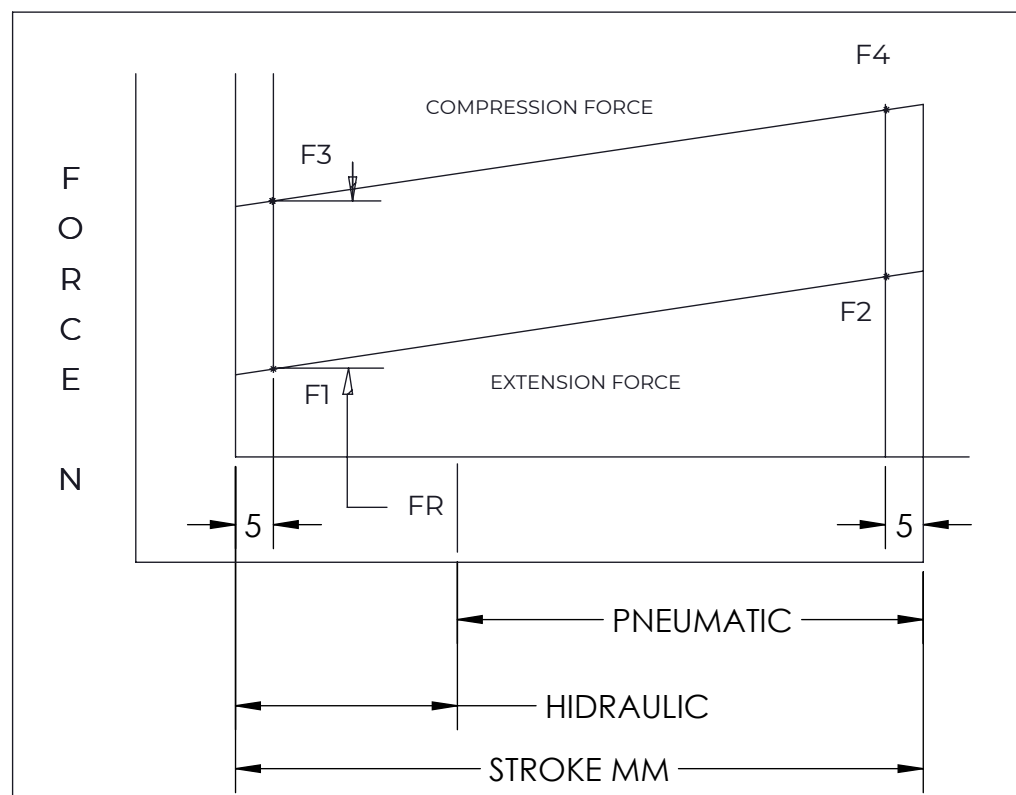 F4
COMPRESSION FORCE
F3
F
O
R
C
E
N
F2
EXTENSION FORCE
F1
FR
5
5
PNEUMATIC
HIDRAULIC
STROKE MM